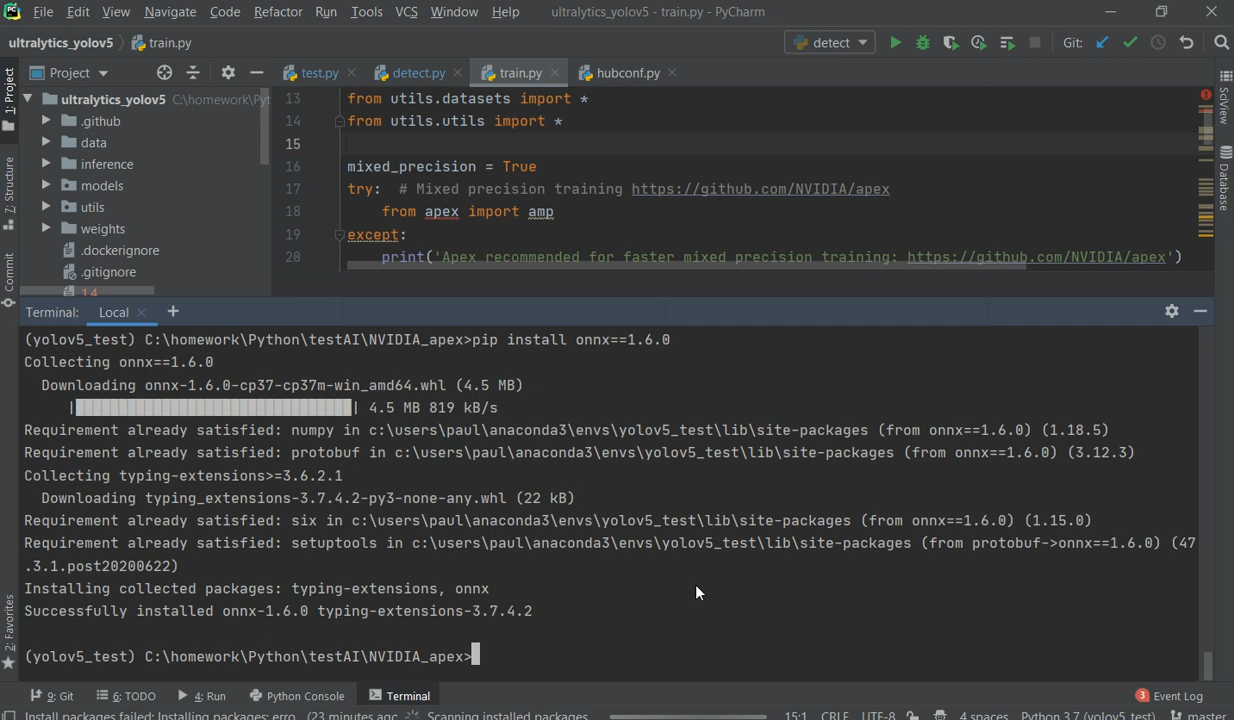 File Edit View Navigate Code Refactor Run Tools VCS Window Help ultralytics_yolov5 - train.py - PyCharm
ultralytics_yolov5 train.py detect Git:
Project test.py detect.py train.py hubconf.py
1: Project
7: Structure
Commit
2: Favorites
SciView
Database
ultralytics_yolov5 C:\homework\Pyt
.github
data
inference
models
utils
weights
.dockerignore
.gitignore
13 from utils.datasets import *
14 from utils.utils import *
15
16 mixed_precision = True
17 try: # Mixed precision training https://github.com/NVIDIA/apex
18 from apex import amp
19 except:
20 print('Apex recommended for faster mixed precision training: https://github.com/NVIDIA/apex')
Terminal: Local +
(yolov5_test) C:\homework\Python\testAI\NVIDIA_apex>pip install onnx==1.6.0
Collecting onnx==1.6.0
Downloading onnx-1.6.0-cp37-cp37m-win_amd64.whl (4.5 MB)
| | 4.5 MB 819 kB/s
Requirement already satisfied: numpy in c:\users\paul\anaconda3\envs\yolov5_test\lib\site-packages (from onnx==1.6.0) (1.18.5)
Requirement already satisfied: protobuf in c:\users\paul\anaconda3\envs\yolov5_test\lib\site-packages (from onnx==1.6.0) (3.12.3)
Collecting typing-extensions>=3.6.2.1
Downloading typing_extensions-3.7.4.2-py3-none-any.whl (22 kB)
Requirement already satisfied: six in c:\users\paul\anaconda3\envs\yolov5_test\lib\site-packages (from onnx==1.6.0) (1.15.0)
Requirement already satisfied: setuptools in c:\users\paul\anaconda3\envs\yolov5_test\lib\site-packages (from protobuf->onnx==1.6.0) (47
.3.1.post20200622)
Installing collected packages: typing-extensions, onnx
Successfully installed onnx-1.6.0 typing-extensions-3.7.4.2
(yolov5_test) C:\homework\Python\testAI\NVIDIA_apex>
9: Git 6: TODO 4: Run Python Console Terminal 3 Event Log
Install packages failed: Installing packages: erro... (23 minutes ago) Scanning installed packages 15:1 CRLF UTF-8 4 spaces Python 3.7 (yolov5_test) master